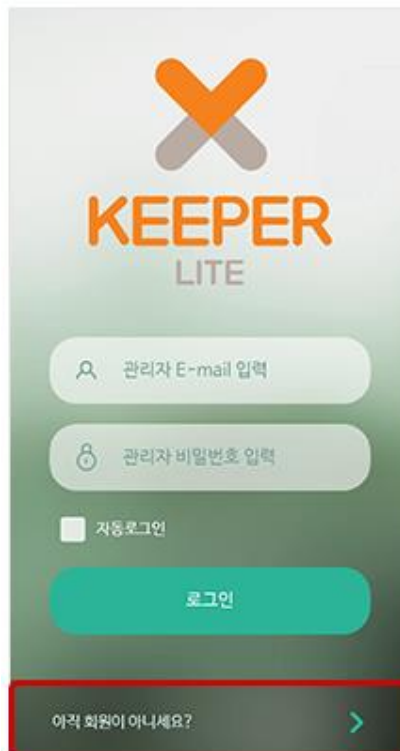 KEEPER
LITE
관리자 E-mail 입력
관리자 비밀번호 입력
자동로그인
로그인
아직 회원이 아니세요?